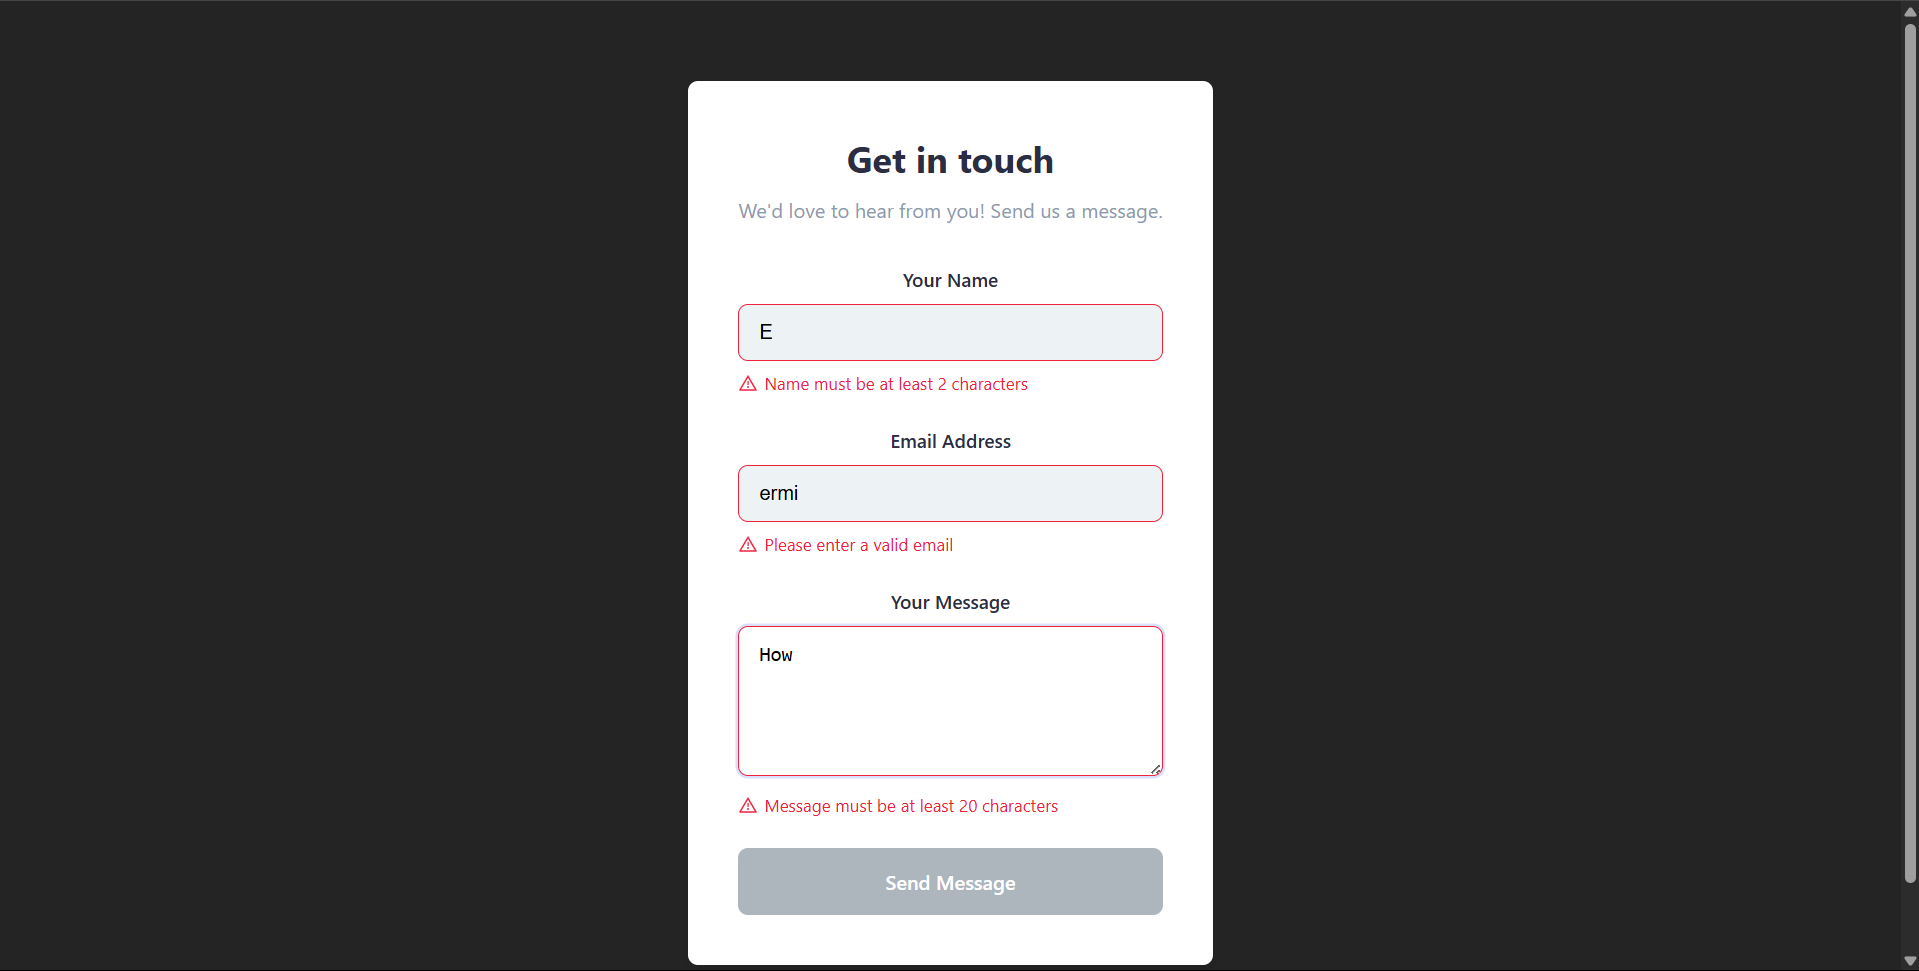 Get in touch
We'd love to hear from you! Send us a message.
Your Name
E
Name must be at least 2 characters
Email Address
ermi
Please enter a valid email
Your Message
How
Message must be at least 20 characters
Send Message